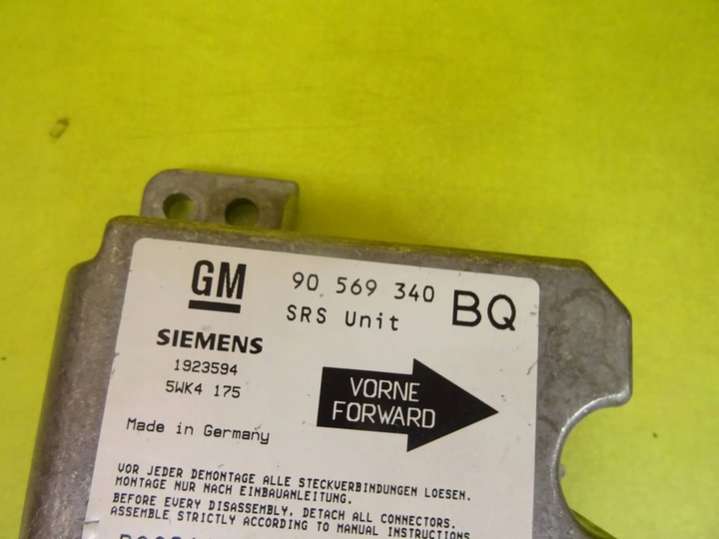 GM
90 569 340 BQ
SRS Unit
SIEMENS
1923594
5WK4 175
VORNE
FORWARD
Made in Germany
VOR JEDER DEMONTAGE ALLE STECKVERBINDUNGEN LOESEN.
MONTAGE NUR NACH EINBAUANLEITUNG.
BEFORE EVERY DISASSEMBLY, DETACH ALL CONNECTORS.
ASSEMBLE STRICTLY ACCORDING TO MANUAL INSTRUCTIONS